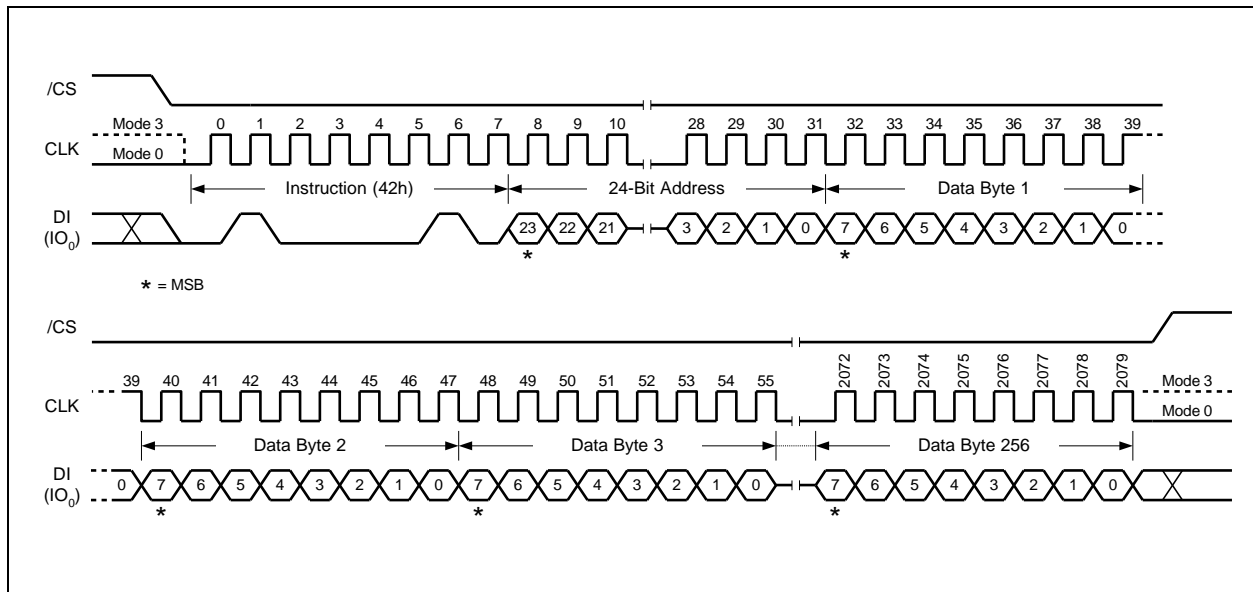 /CS
Mode 3 0 1 2 3 4 5 6 7 8 9 10 28 29 30 31 32 33 34 35 36 37 38 39
CLK
Mode 0
Instruction (42h) 24-Bit Address Data Byte 1
DI
(IO0) 23 22 21 3 2 1 0 7 6 5 4 3 2 1 0
* *
* = MSB
/CS
39 40 41 42 43 44 45 46 47 48 49 50 51 52 53 54 55 2072 2073 2074 2075 2076 2077 2078 2079
Mode 3
CLK
Mode 0
Data Byte 2 Data Byte 3 Data Byte 256
DI
(IO0) 0 7 6 5 4 3 2 1 0 7 6 5 4 3 2 1 0 7 6 5 4 3 2 1 0
* * *